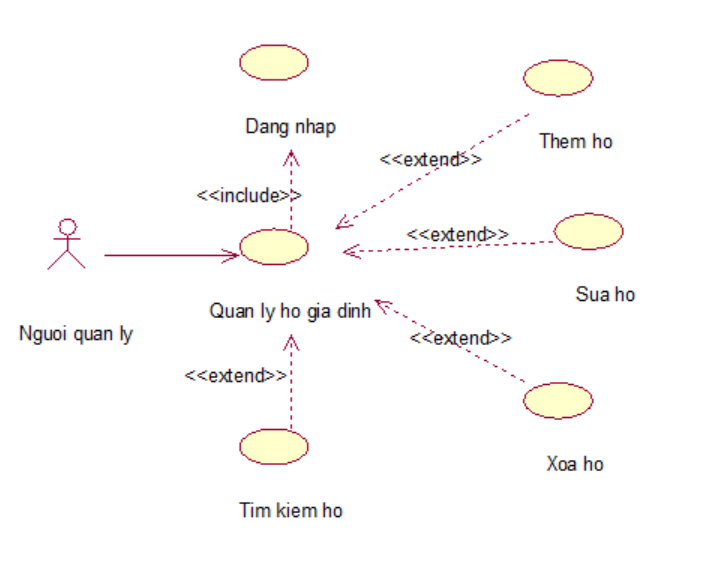 Dang nhap
Them ho
<<extend>>
<<include>>
<<extend>>
Sua ho
Quan ly ho gia dinh
Nguoi quan ly
<<extend>>
<<extend>>
Xoa ho
Tim kiem ho